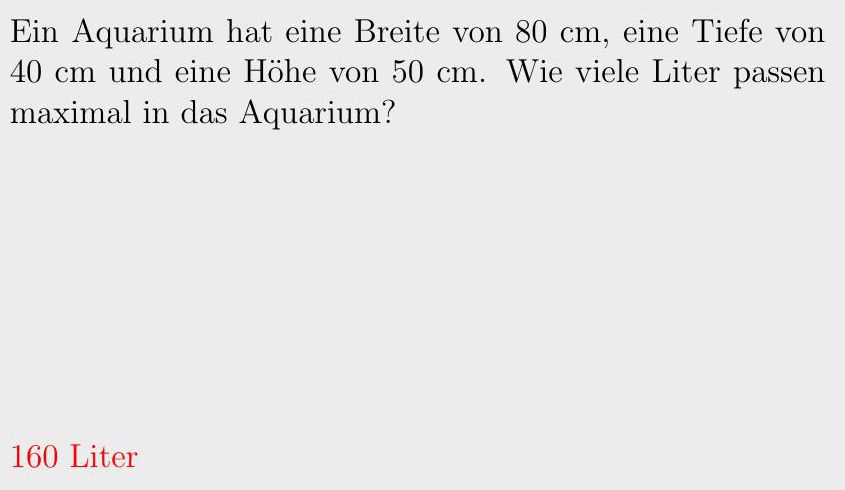 Ein Aquarium hat eine Breite von 80 cm, eine Tiefe von
40 cm und eine Höhe von 50 cm. Wie viele Liter passen
maximal in das Aquarium?
160 Liter